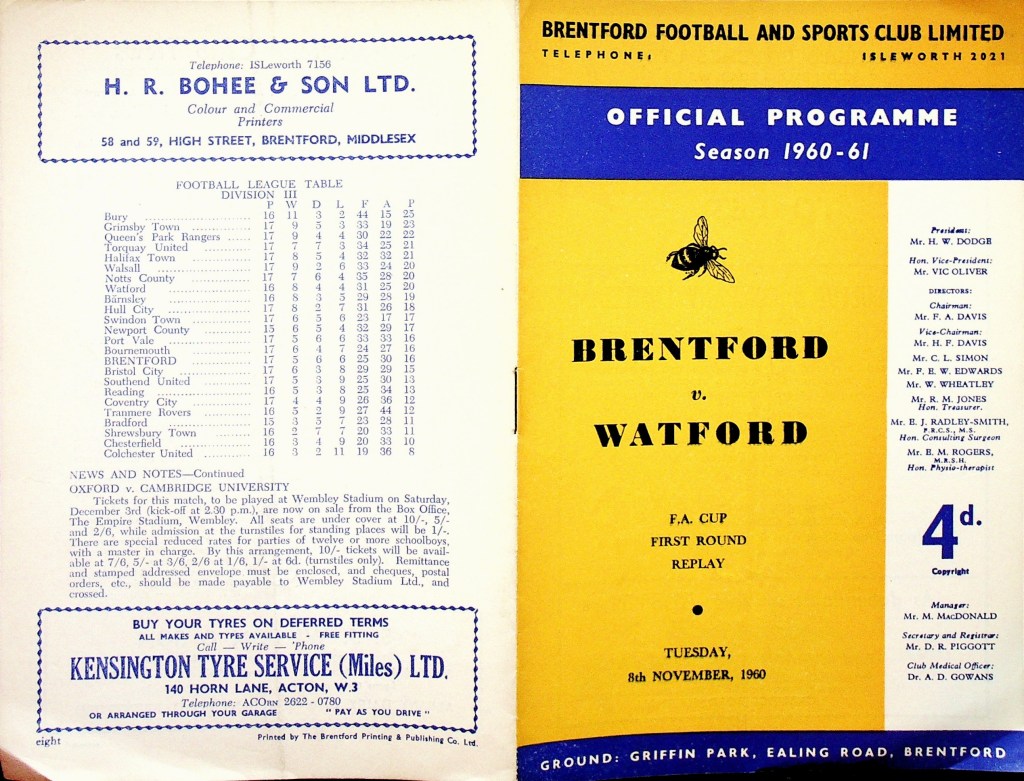 Telephone: ISLeworth 7156
H. R. BOHEE & SON LTD.
Colour and Commercial
Printers
58 and 59, HIGH STREET, BRENTFORD, MIDDLESEX
FOOTBALL LEAGUE TABLE
DIVISION III
P W D L F A P
Bury 16 11 3 2 44 15 25
Grimsby Town 17 9 5 3 33 19 23
Queen's Park Rangers 17 9 4 4 30 22 22
Torquay United 17 7 7 3 34 25 21
Halifax Town 17 8 5 4 32 32 21
Walsall 17 9 2 6 33 24 20
Notts County 17 7 6 4 35 28 20
Watford 16 8 4 4 31 25 20
Barnsley 16 8 3 5 29 28 19
Hull City 17 8 2 7 31 26 18
Swindon Town 17 6 5 6 23 17 17
Newport County 15 6 5 4 32 29 17
Port Vale 17 5 6 6 33 33 16
Bournemouth 17 6 4 7 24 27 16
BRENTFORD 17 5 6 6 25 30 16
Bristol City 17 6 3 8 29 29 15
Southend United 17 5 3 9 25 30 13
Reading 16 5 3 8 25 34 13
Coventry City 17 4 4 9 26 36 12
Tranmere Rovers 16 5 2 9 27 44 12
Bradford 15 3 5 7 23 28 11
Shrewsbury Town 16 2 7 7 20 33 11
Chesterfield 16 3 4 9 20 33 10
Colchester United 16 3 2 11 19 36 8
NEWS AND NOTES—Continued
OXFORD v. CAMBRIDGE UNIVERSITY
Tickets for this match, to be played at Wembley Stadium on Saturday,
December 3rd (kick-off at 2.30 p.m.), are now on sale from the Box Office,
The Empire Stadium, Wembley. All seats are under cover at 10/-, 5/-
and 2/6, while admission at the turnstiles for standing places will be 1/-.
There are special reduced rates for parties of twelve or more schoolboys,
with a master in charge. By this arrangement, 10/- tickets will be avail-
able at 7/6, 5/- at 3/6, 2/6 at 1/6, 1/- at 6d. (turnstiles only). Remittance
and stamped addressed envelope must be enclosed, and cheques, postal
orders, etc., should be made payable to Wembley Stadium Ltd., and
crossed.
BUY YOUR TYRES ON DEFERRED TERMS
ALL MAKES AND TYPES AVAILABLE - FREE FITTING
Call — Write — 'Phone
KENSINGTON TYRE SERVICE (Miles) LTD.
140 HORN LANE, ACTON, W.3
Telephone: ACOrn 2622 - 0780
OR ARRANGED THROUGH YOUR GARAGE "PAY AS YOU DRIVE"
eight
Printed by The Brentford Printing & Publishing Co. Ltd.
BRENTFORD FOOTBALL AND SPORTS CLUB LIMITED
TELEPHONE: ISLEWORTH 2021
OFFICIAL PROGRAMME
Season 1960-61
BRENTFORD
v.
WATFORD
F.A. CUP
FIRST ROUND
REPLAY
TUESDAY,
8th NOVEMBER, 1960
President:
Mr. H. W. DODGE
Hon. Vice-President:
Mr. VIC OLIVER
DIRECTORS:
Chairman:
Mr. F. A. DAVIS
Vice-Chairman:
Mr. H. F. DAVIS
Mr. C. L. SIMON
Mr. F. E. W. EDWARDS
Mr. W. WHEATLEY
Mr. R. M. JONES
Hon. Treasurer.
Mr. E. J. RADLEY-SMITH,
F.R.C.S., M.S.
Hon. Consulting Surgeon
Mr. E. M. ROGERS,
M.R.S.H.
Hon. Physio-therapist
4d.
Copyright
Manager:
Mr. M. MacDONALD
Secretary and Registrar:
Mr. D. R. PIGGOTT
Club Medical Officer:
Dr. A. D. GOWANS
GROUND: GRIFFIN PARK, EALING ROAD, BRENTFORD